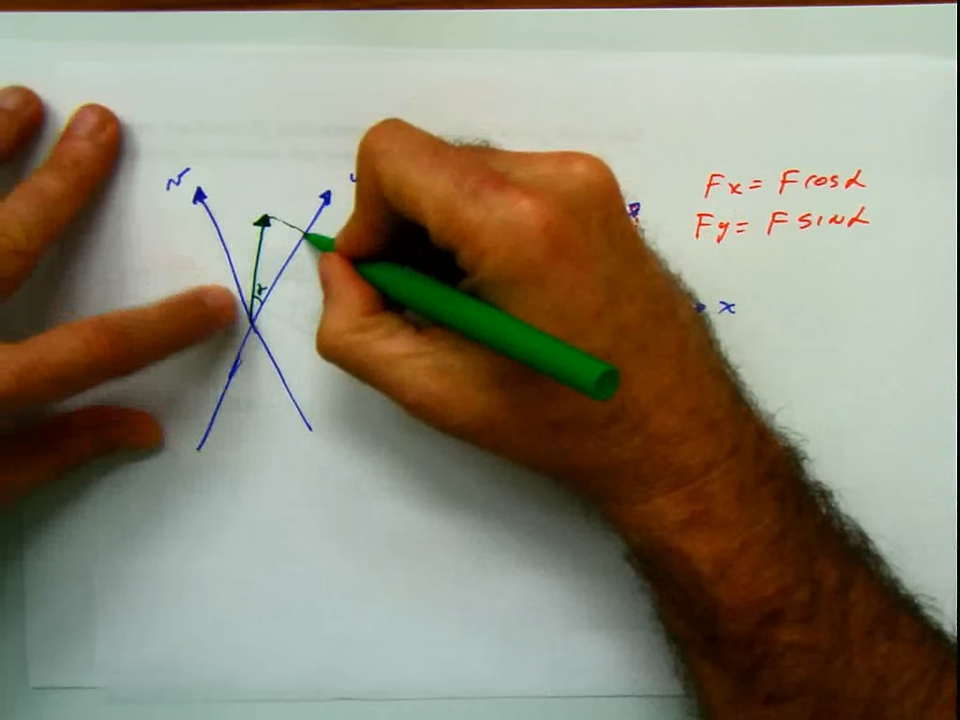 N
α
Fx = F cos α
Fy = F sin α
x